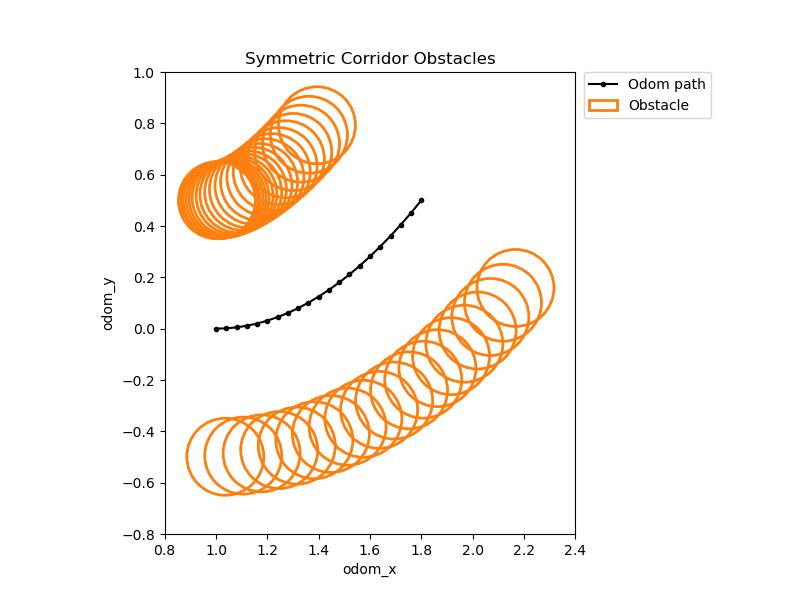 Symmetric Corridor Obstacles
1.0
0.8
0.6
0.4
0.2
0.0
−0.2
−0.4
−0.6
−0.8
odom_y
0.8 1.0 1.2 1.4 1.6 1.8 2.0 2.2 2.4
odom_x
Odom path
Obstacle